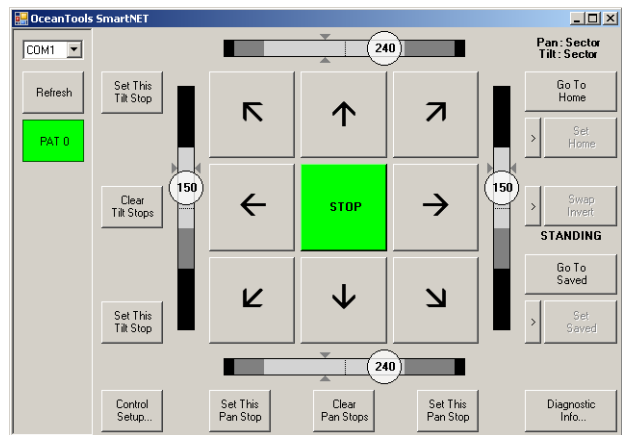 OceanTools SmartNET
COM1
240
Pan : Sector
Tilt : Sector
Refresh
Set This
Tilt Stop
Go To
Home
PAT 0
>
Set
Home
150
Clear
Tilt Stops
STOP
150
>
Swap
Invert
STANDING
Go To
Saved
Set This
Tilt Stop
>
Set
Saved
240
Control
Setup...
Set This
Pan Stop
Clear
Pan Stops
Set This
Pan Stop
Diagnostic
Info...